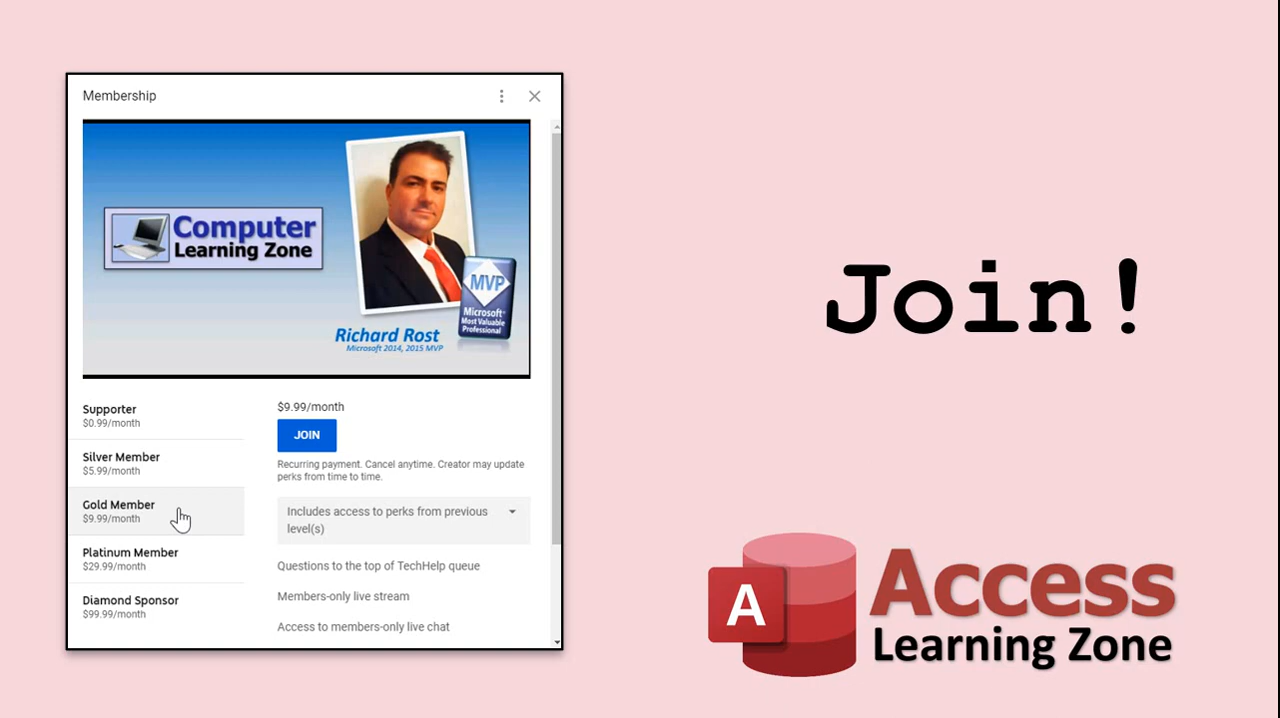 Membership
Computer
Learning Zone
MVP
Microsoft®
Most Valuable
Professional
Richard Rost
Microsoft 2014, 2015 MVP
Supporter
$0.99/month
Silver Member
$5.99/month
Gold Member
$9.99/month
Platinum Member
$29.99/month
Diamond Sponsor
$99.99/month
$9.99/month
JOIN
Recurring payment. Cancel anytime. Creator may update
perks from time to time.
Includes access to perks from previous
level(s)
Questions to the top of TechHelp queue
Members-only live stream
Access to members-only live chat
Join!
A
Access
Learning Zone